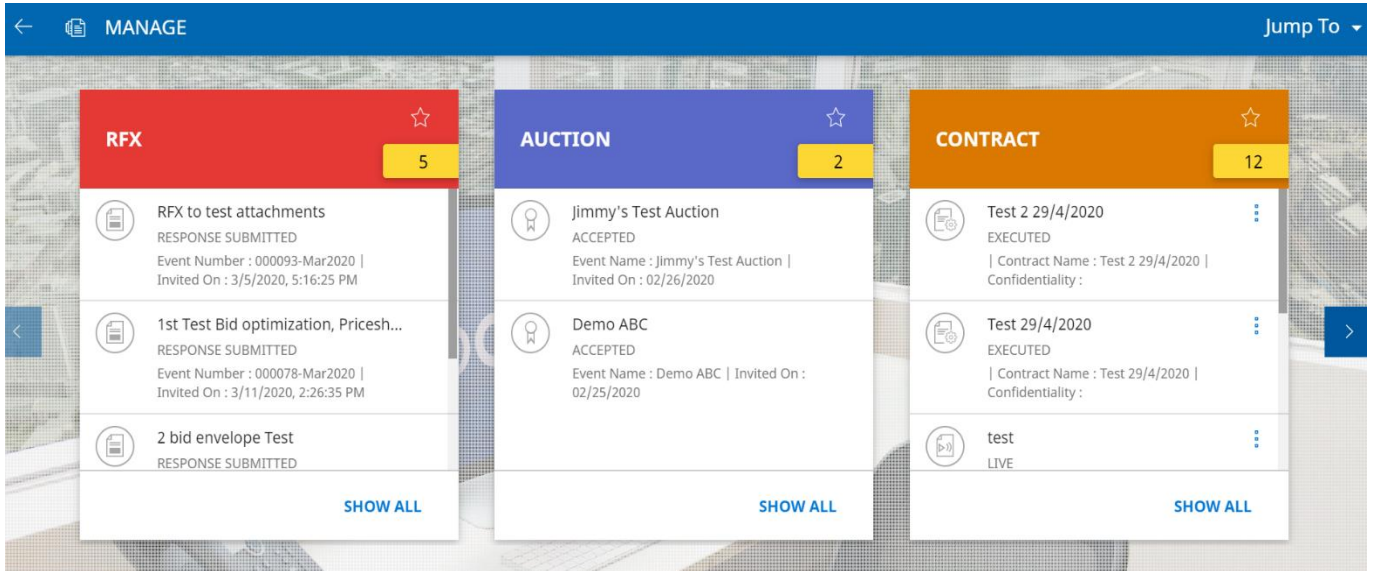 MANAGE
Jump To
RFX
5
RFX to test attachments
RESPONSE SUBMITTED
Event Number : 000093-Mar2020 |
Invited On : 3/5/2020, 5:16:25 PM
1st Test Bid optimization, Pricesh...
RESPONSE SUBMITTED
Event Number : 000078-Mar2020 |
Invited On : 3/11/2020, 2:26:35 PM
2 bid envelope Test
RESPONSE SUBMITTED
SHOW ALL
AUCTION
2
Jimmy's Test Auction
ACCEPTED
Event Name : Jimmy's Test Auction |
Invited On : 02/26/2020
Demo ABC
ACCEPTED
Event Name : Demo ABC | Invited On :
02/25/2020
SHOW ALL
CONTRACT
12
Test 2 29/4/2020
EXECUTED
| Contract Name : Test 2 29/4/2020 |
Confidentiality :
Test 29/4/2020
EXECUTED
| Contract Name : Test 29/4/2020 |
Confidentiality :
test
LIVE
SHOW ALL